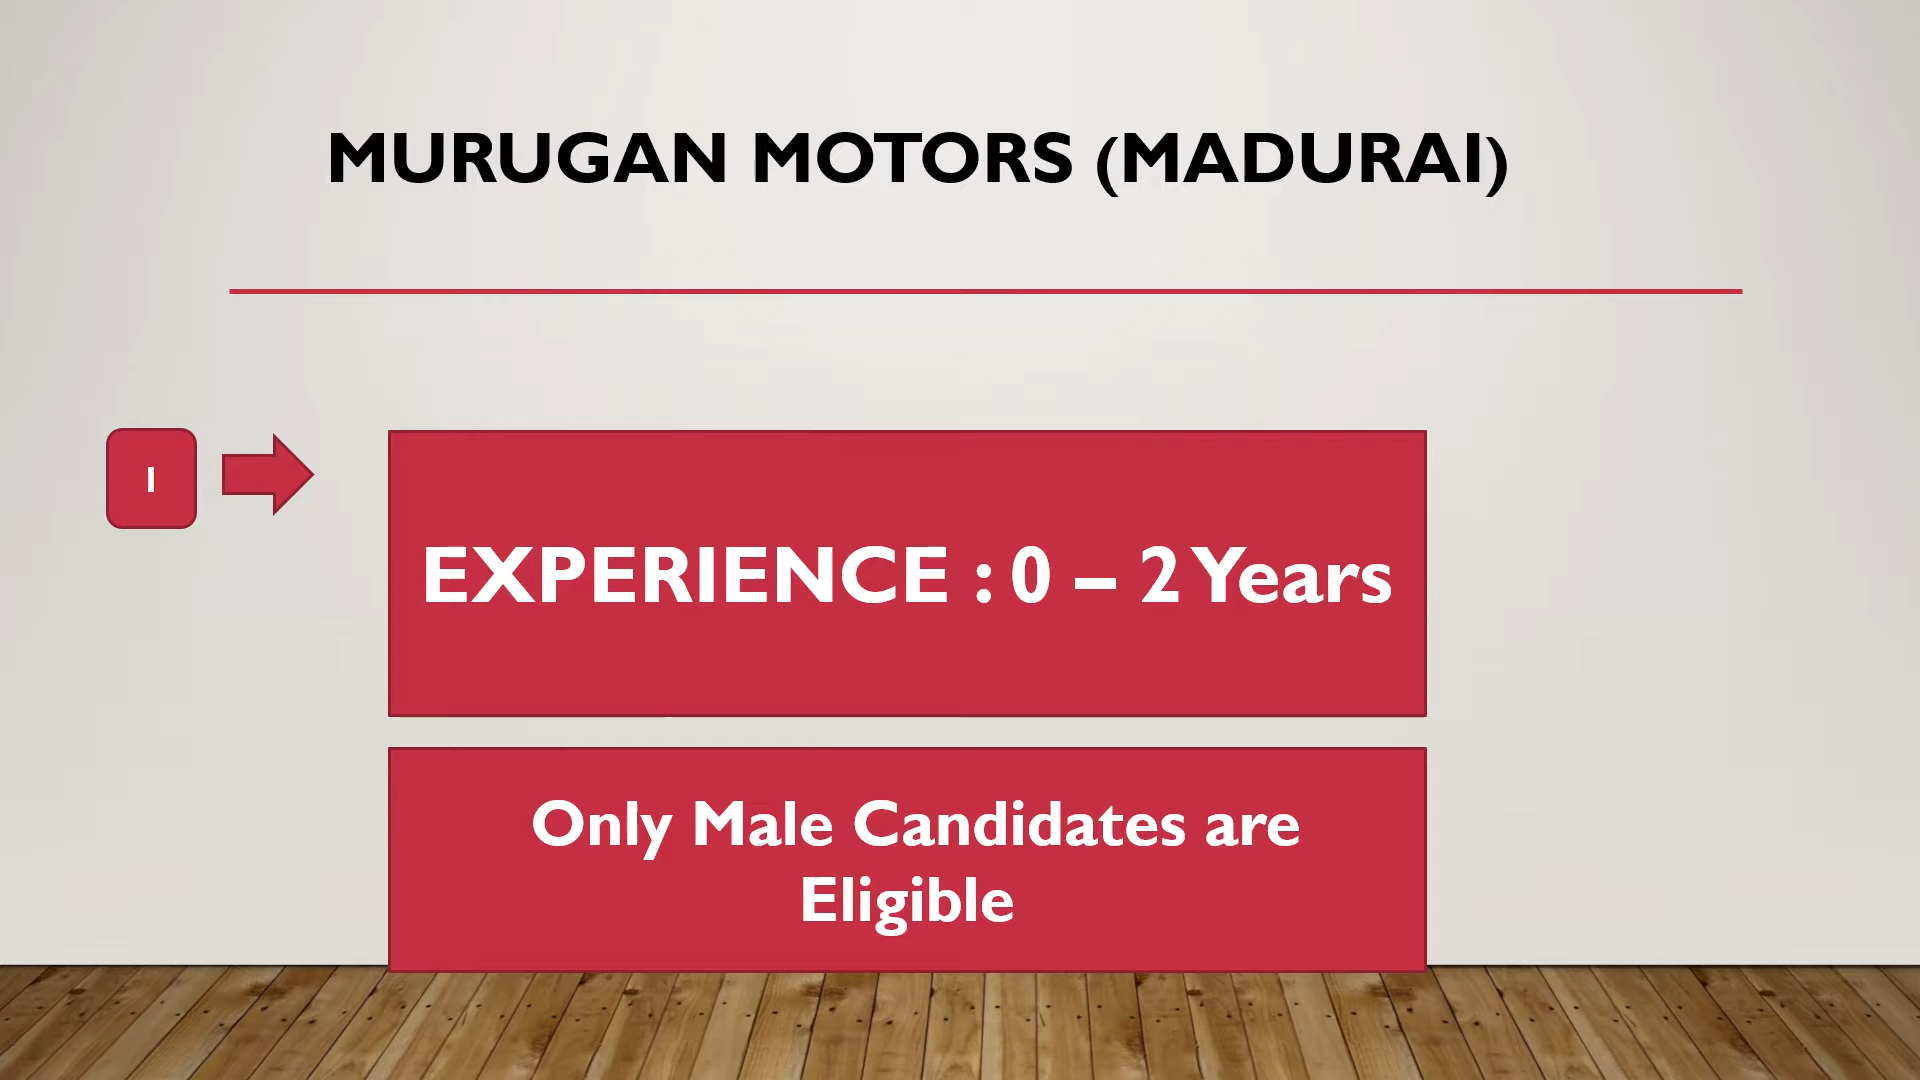 MURUGAN MOTORS (MADURAI)
1
EXPERIENCE : 0 – 2 Years
Only Male Candidates are
Eligible